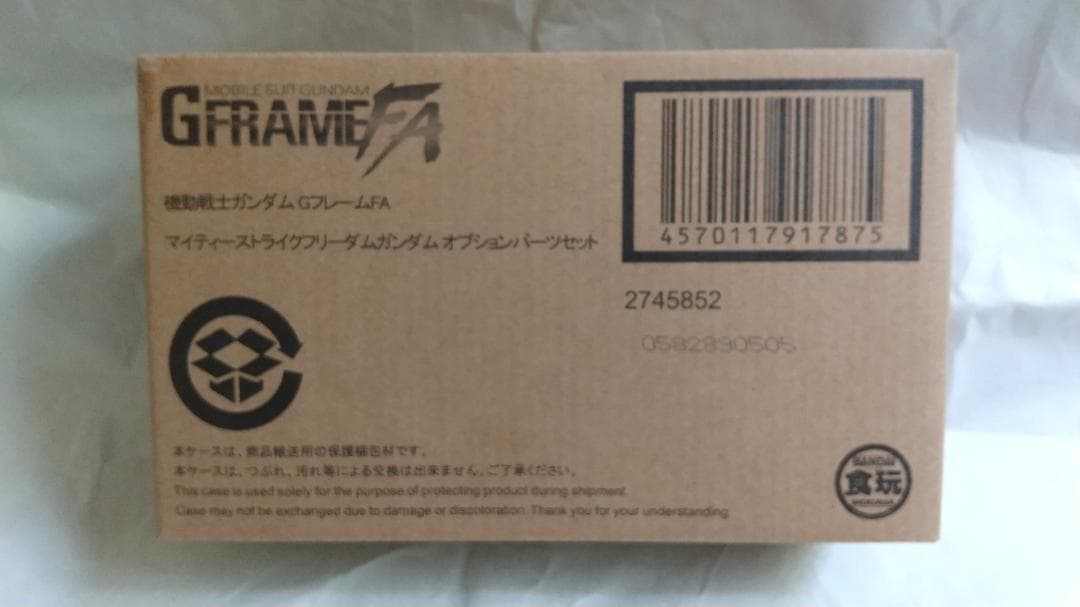 MOBILE SUIT GUNDAM
GFRAMEFA
機動戦士ガンダム GフレームFA
マイティーストライクフリーダムガンダム オプションパーツセット
4570117917875
2745852
0582890505
本ケースは、商品輸送用の保護梱包材です。
本ケースは、つぶれ、汚れ等による交換は出来ません。ご了承ください。
This case is used solely for the purpose of protecting product during shipment
Case may not be exchanged due to damage or discoloration. Thank you for your understanding.
BANDAI
食玩